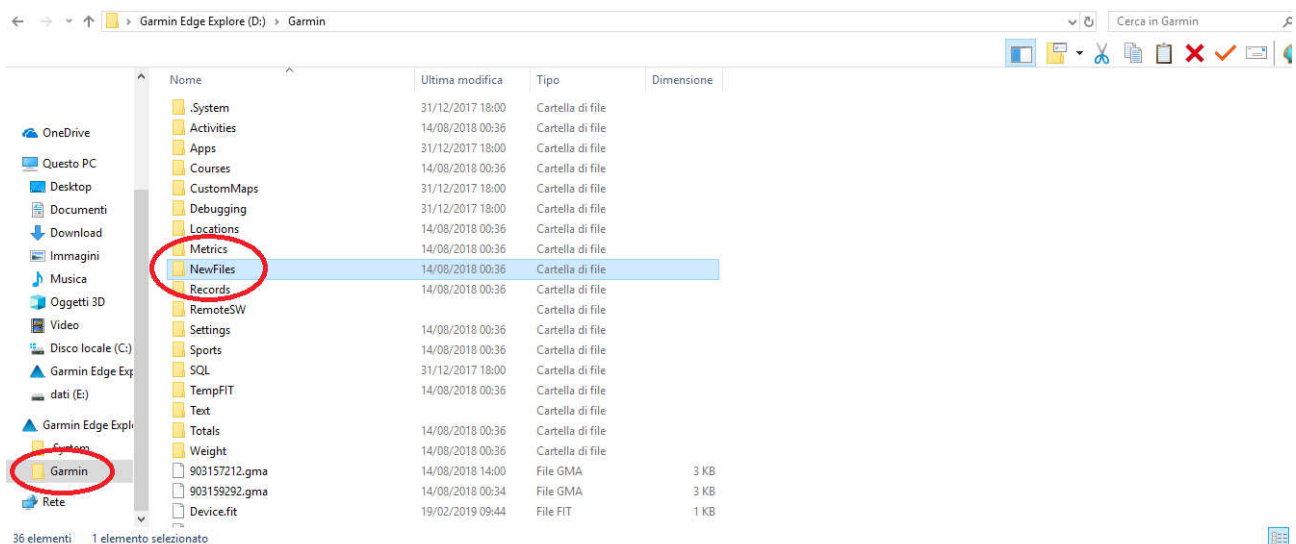 Garmin Edge Explore (D:) > Garmin
Cerca in Garmin
Nome Ultima modifica Tipo Dimensione
.System 31/12/2017 18:00 Cartella di file
Activities 14/08/2018 00:36 Cartella di file
Apps 31/12/2017 18:00 Cartella di file
Courses 14/08/2018 00:36 Cartella di file
CustomMaps 31/12/2017 18:00 Cartella di file
Debugging 31/12/2017 18:00 Cartella di file
Locations 14/08/2018 00:36 Cartella di file
Metrics 14/08/2018 00:36 Cartella di file
NewFiles 14/08/2018 00:36 Cartella di file
Records 14/08/2018 00:36 Cartella di file
RemoteSW Cartella di file
Settings 14/08/2018 00:36 Cartella di file
Sports 14/08/2018 00:36 Cartella di file
SQL 31/12/2017 18:00 Cartella di file
TempFIT 14/08/2018 00:36 Cartella di file
Text Cartella di file
Totals 14/08/2018 00:36 Cartella di file
Weight 14/08/2018 00:36 Cartella di file
903157212.gma 14/08/2018 14:00 File GMA 3 KB
903159292.gma 14/08/2018 00:34 File GMA 3 KB
Device.fit 19/02/2019 09:44 File FIT 1 KB
OneDrive
Questo PC
Desktop
Documenti
Download
Immagini
Musica
Oggetti 3D
Video
Disco locale (C:)
Garmin Edge Exp
dati (E:)
Garmin Edge Explo
.System
Garmin
Rete
36 elementi 1 elemento selezionato